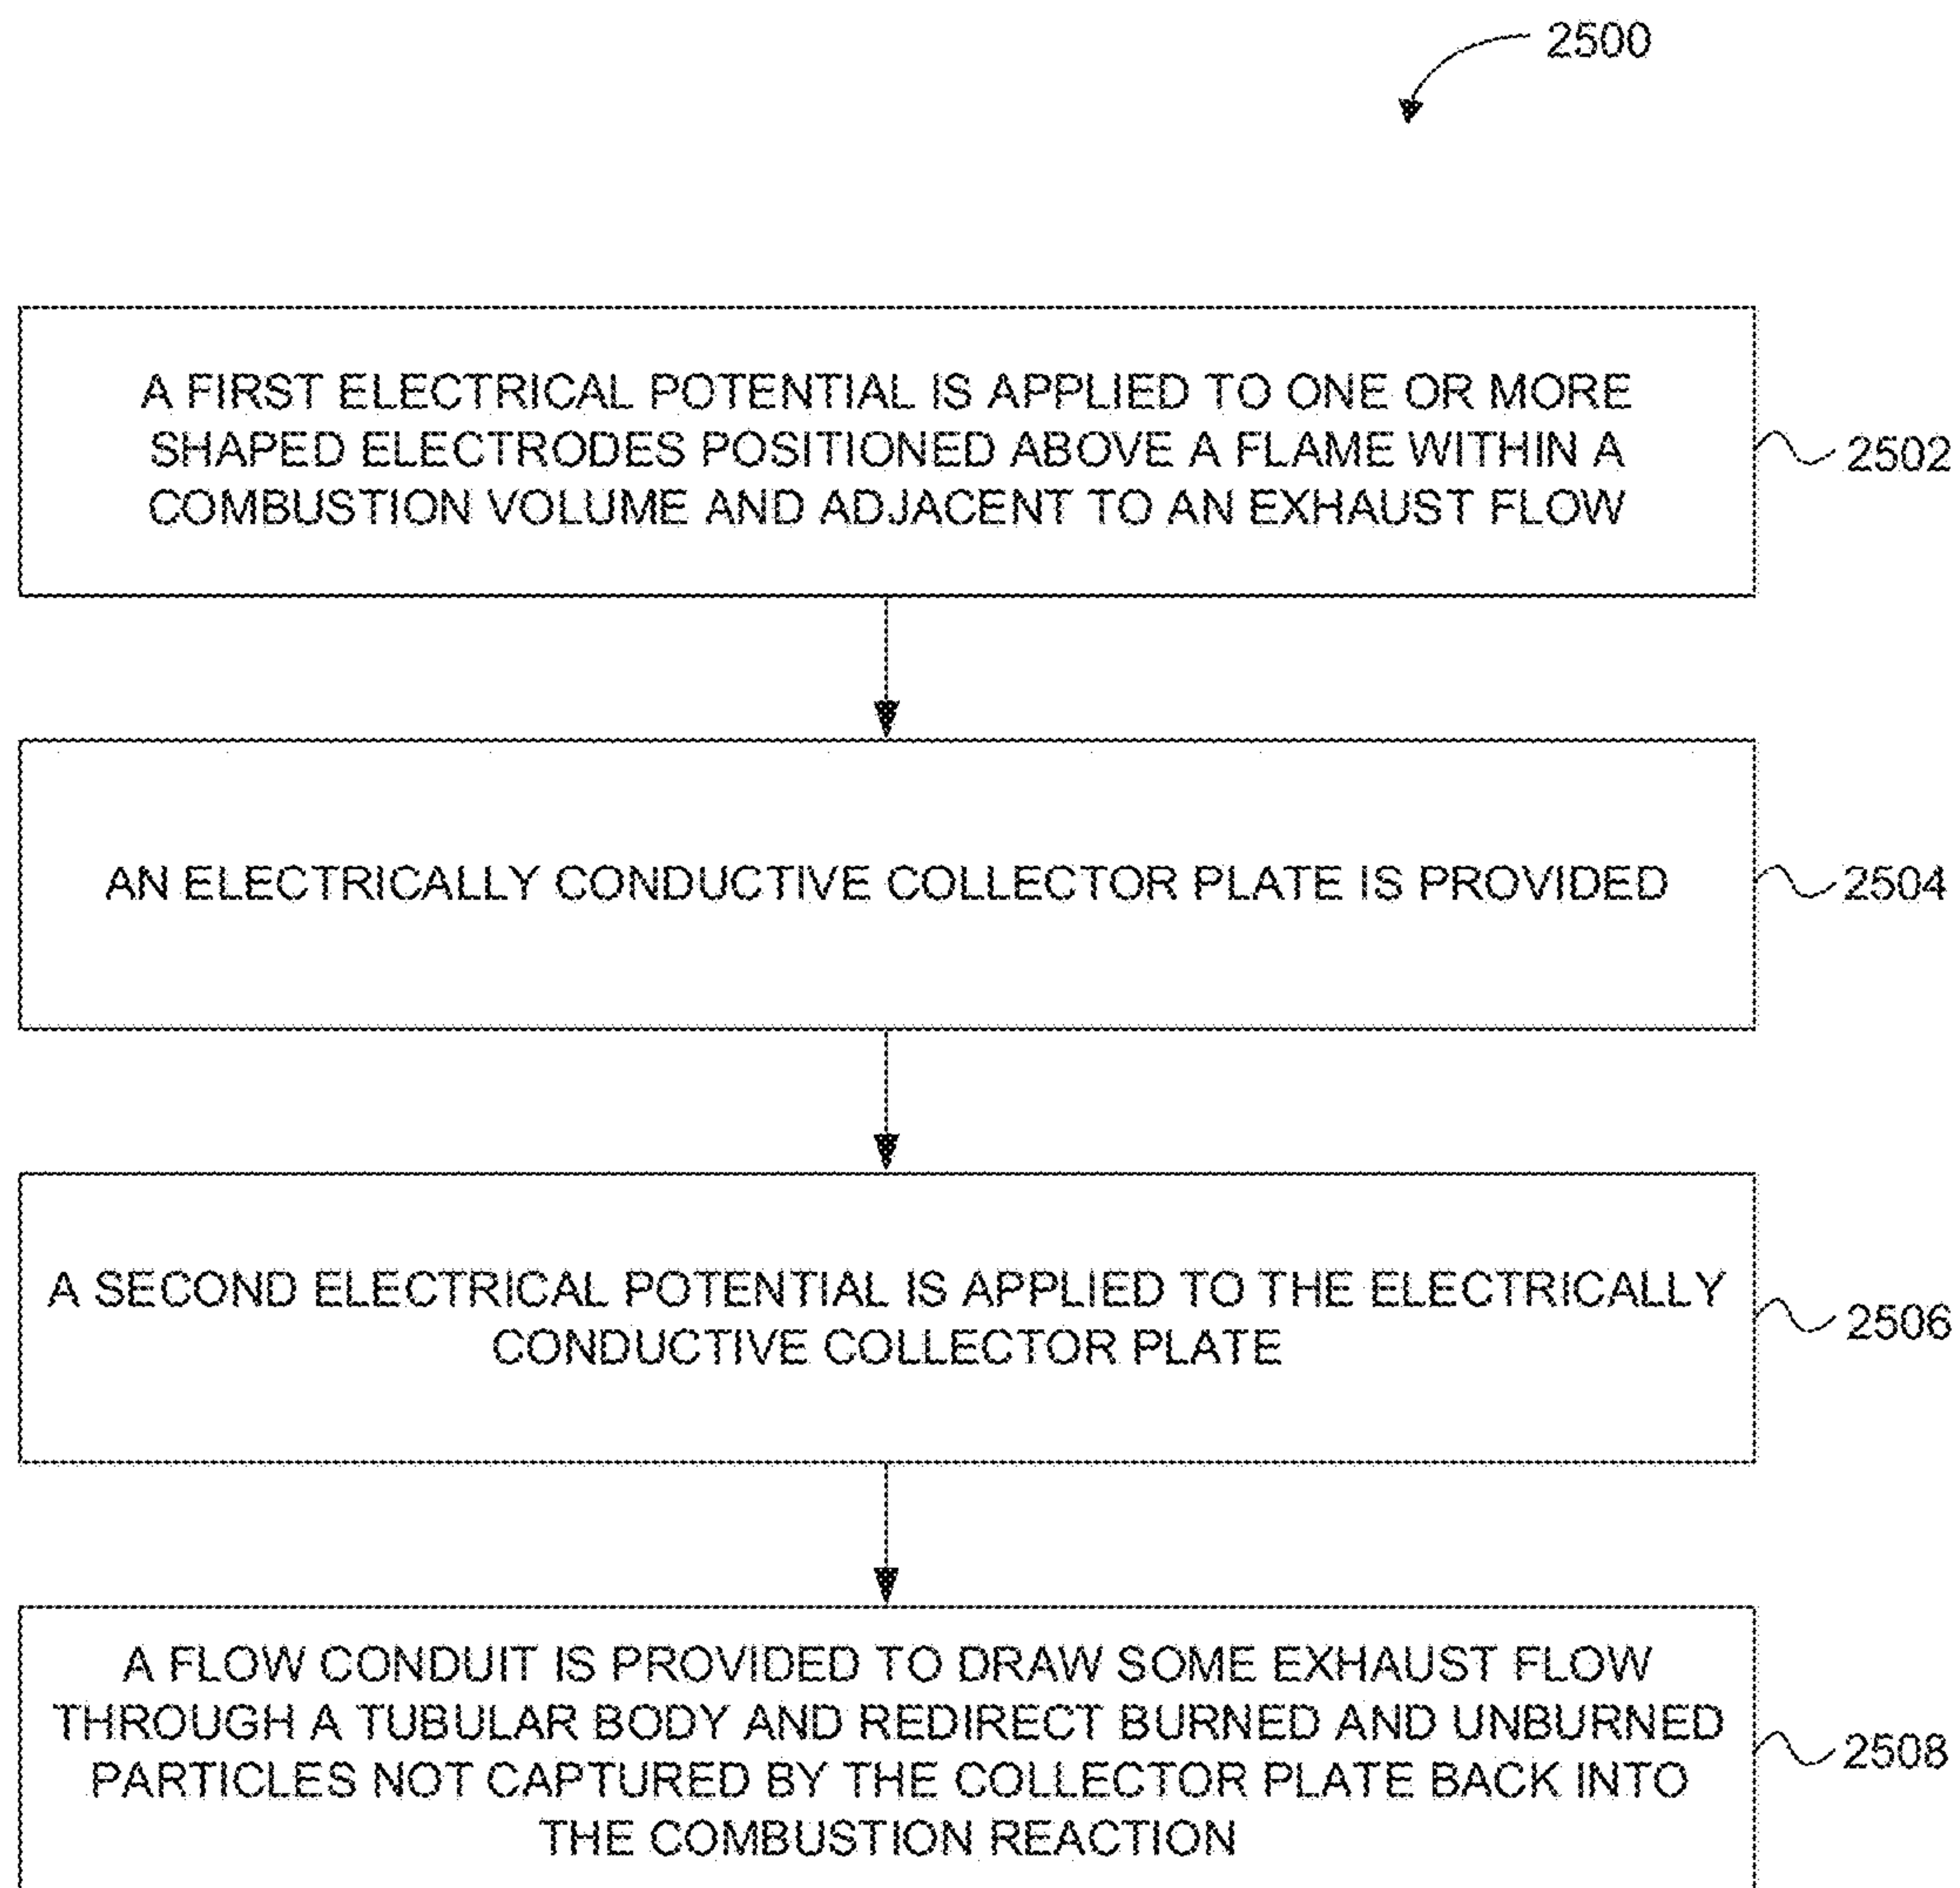 2500
A FIRST ELECTRICAL POTENTIAL IS APPLIED TO ONE OR MORE
SHAPED ELECTRODES POSITIONED ABOVE A FLAME WITHIN A
COMBUSTION VOLUME AND ADJACENT TO AN EXHAUST FLOW
2502
AN ELECTRICALLY CONDUCTIVE COLLECTOR PLATE IS PROVIDED
2504
A SECOND ELECTRICAL POTENTIAL IS APPLIED TO THE ELECTRICALLY
CONDUCTIVE COLLECTOR PLATE
2506
A FLOW CONDUIT IS PROVIDED TO DRAW SOME EXHAUST FLOW
THROUGH A TUBULAR BODY AND REDIRECT BURNED AND UNBURNED
PARTICLES NOT CAPTURED BY THE COLLECTOR PLATE BACK INTO
THE COMBUSTION REACTION
2508